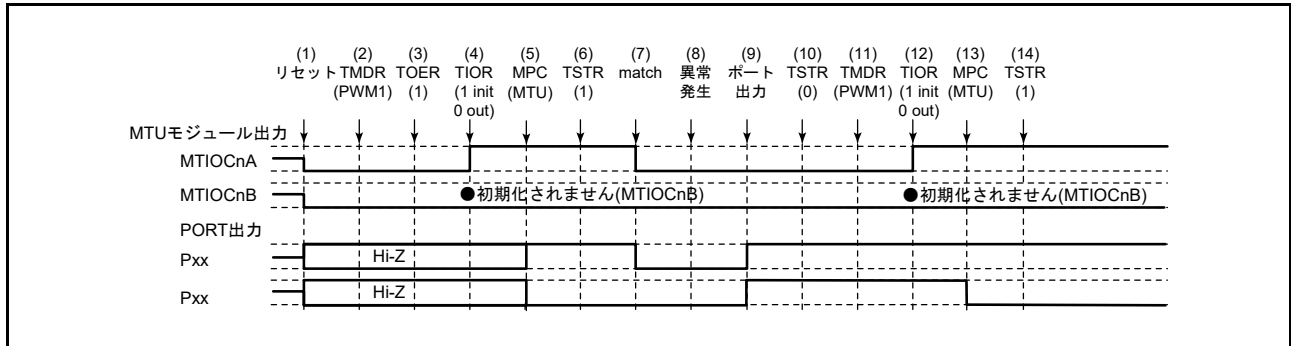 (1) (2) (3) (4) (5) (6) (7) (8) (9) (10) (11) (12) (13) (14)
リセット TMDR TOER TIOR MPC TSTR match 異常 ポート TSTR TMDR TIOR MPC TSTR
(PWM1) (1) (1 init (MTU) (1) 発生 出力 (0) (PWM1) (1 init (MTU) (1)
0 out) 0 out)
MTUモジュール出力
MTIOCnA
MTIOCnB ●初期化されません(MTIOCnB) ●初期化されません(MTIOCnB)
PORT出力
Pxx Hi-Z
Pxx Hi-Z